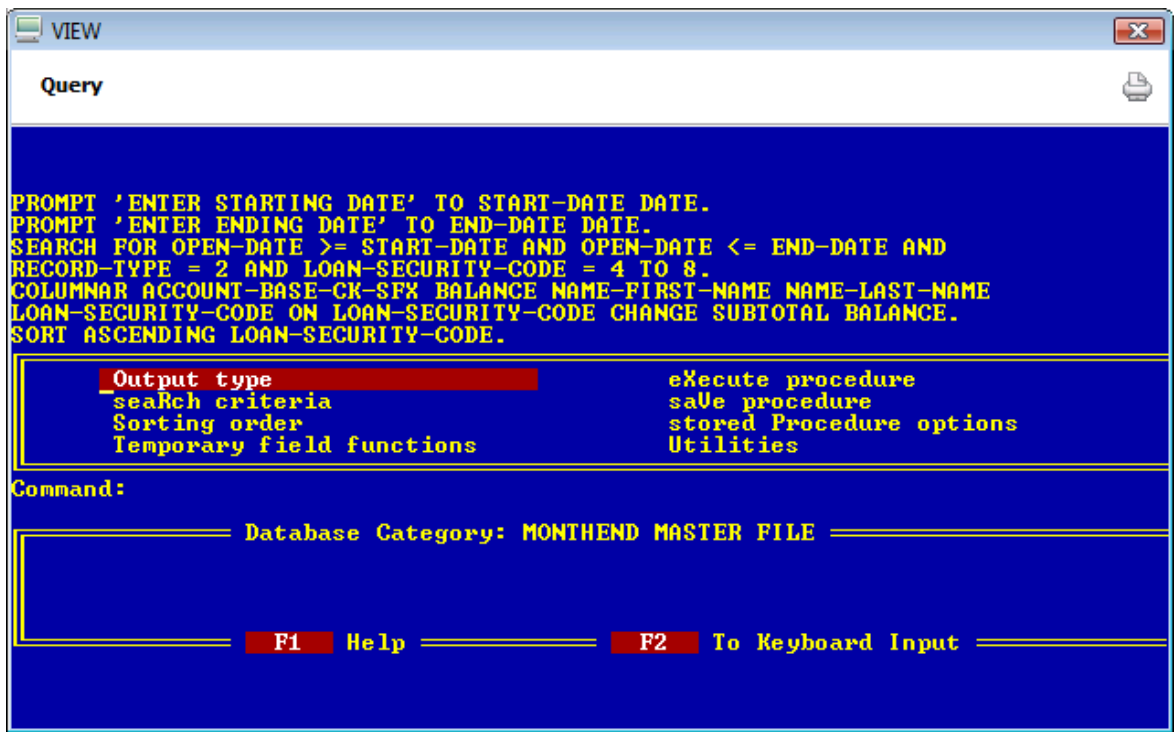 VIEW
Query
PROMPT 'ENTER STARTING DATE' TO START-DATE DATE.
PROMPT 'ENTER ENDING DATE' TO END-DATE DATE.
SEARCH FOR OPEN-DATE >= START-DATE AND OPEN-DATE <= END-DATE AND
RECORD-TYPE = 2 AND LOAN-SECURITY-CODE = 4 TO 8.
COLUMNAR ACCOUNT-BASE-CK-SFX BALANCE NAME-FIRST-NAME NAME-LAST-NAME
LOAN-SECURITY-CODE ON LOAN-SECURITY-CODE CHANGE SUBTOTAL BALANCE.
SORT ASCENDING LOAN-SECURITY-CODE.
Output type eXecute procedure
seaRch criteria saVe procedure
Sorting order stored Procedure options
Temporary field functions Utilities
Command:
Database Category: MONTHEND MASTER FILE
F1 Help F2 To Keyboard Input